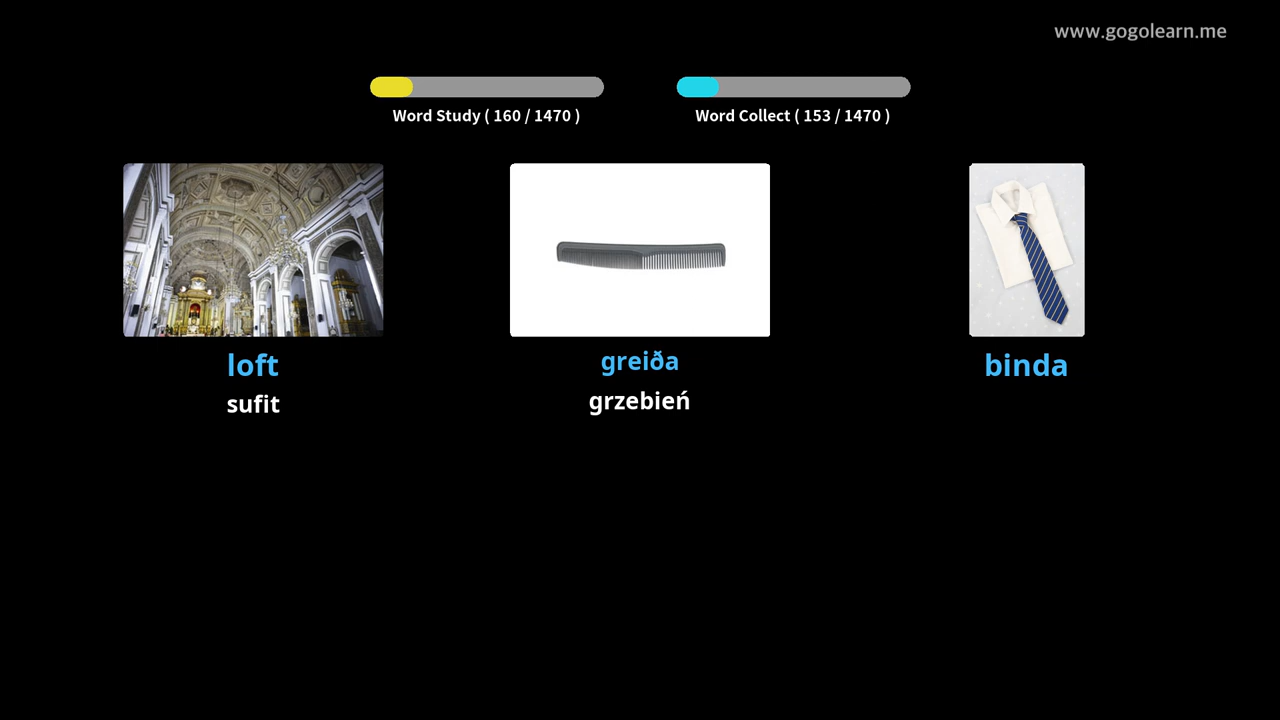 www.gogolearn.me
Word Study ( 160 / 1470 )
Word Collect ( 153 / 1470 )
loft
greiða
binda
sufit
grzebień